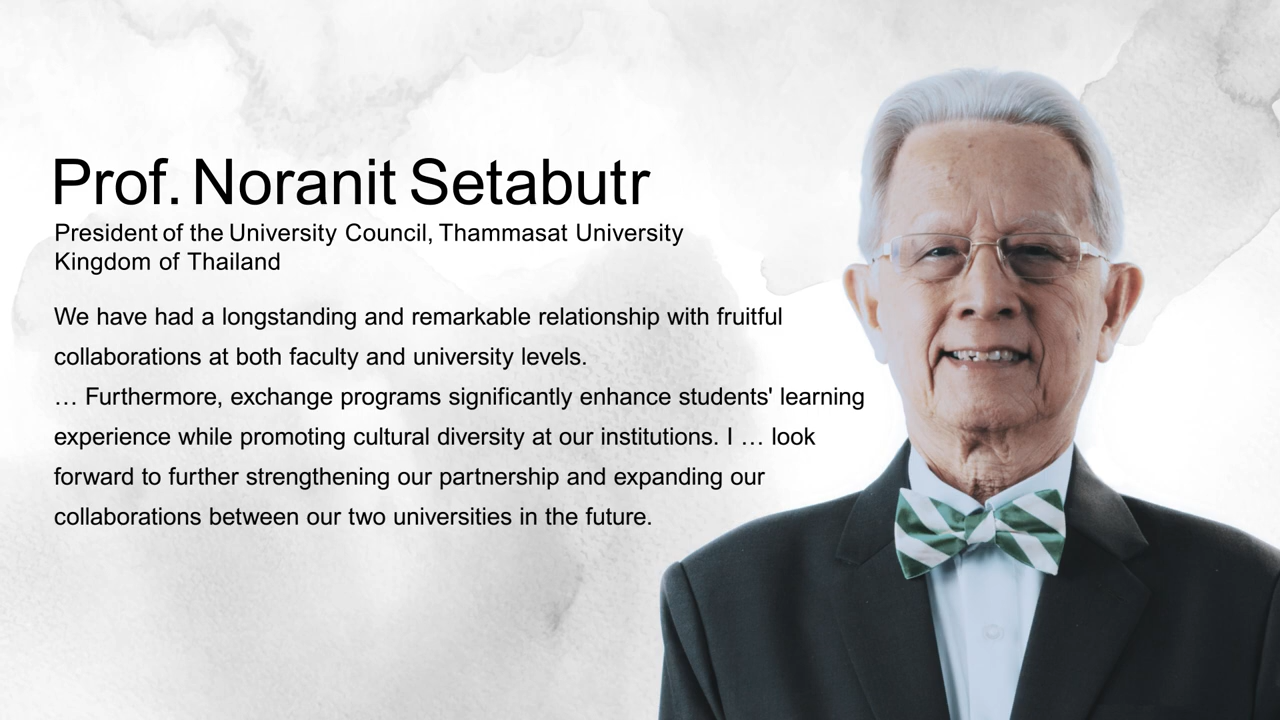 Prof. Noranit Setabutr
President of the University Council, Thammasat University
Kingdom of Thailand
We have had a longstanding and remarkable relationship with fruitful
collaborations at both faculty and university levels.
… Furthermore, exchange programs significantly enhance students' learning
experience while promoting cultural diversity at our institutions. I … look
forward to further strengthening our partnership and expanding our
collaborations between our two universities in the future.